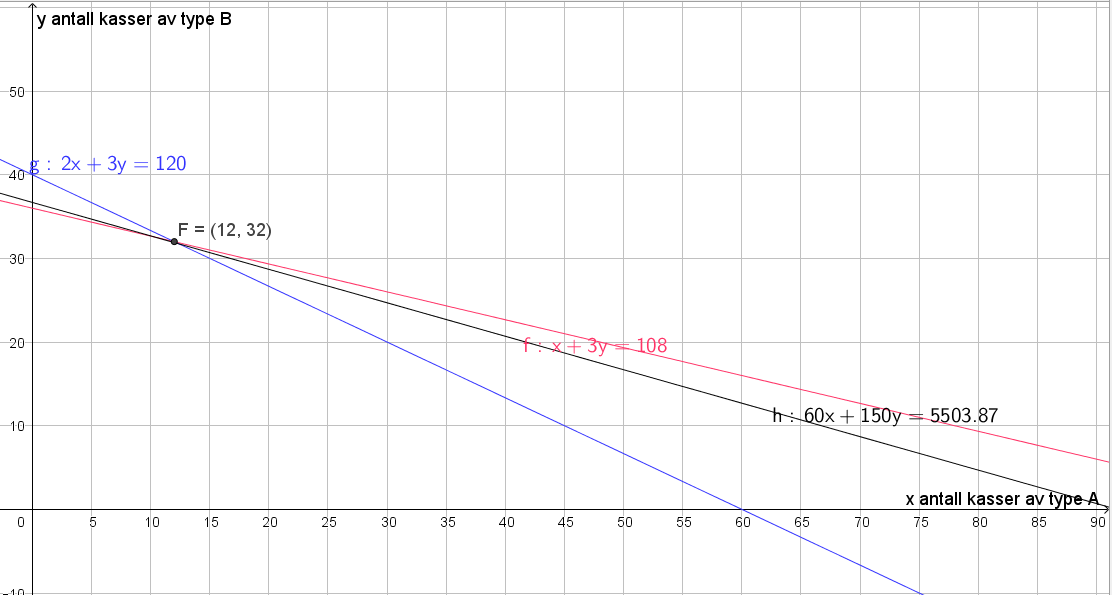 y antall kasser av type B
50
g : 2x + 3y = 120
40
F = (12, 32)
30
20
f : x + 3y = 108
10
h : 60x + 150y = 5503.87
x antall kasser av type A
0 5 10 15 20 25 30 35 40 45 50 55 60 65 70 75 80 85 90
-10